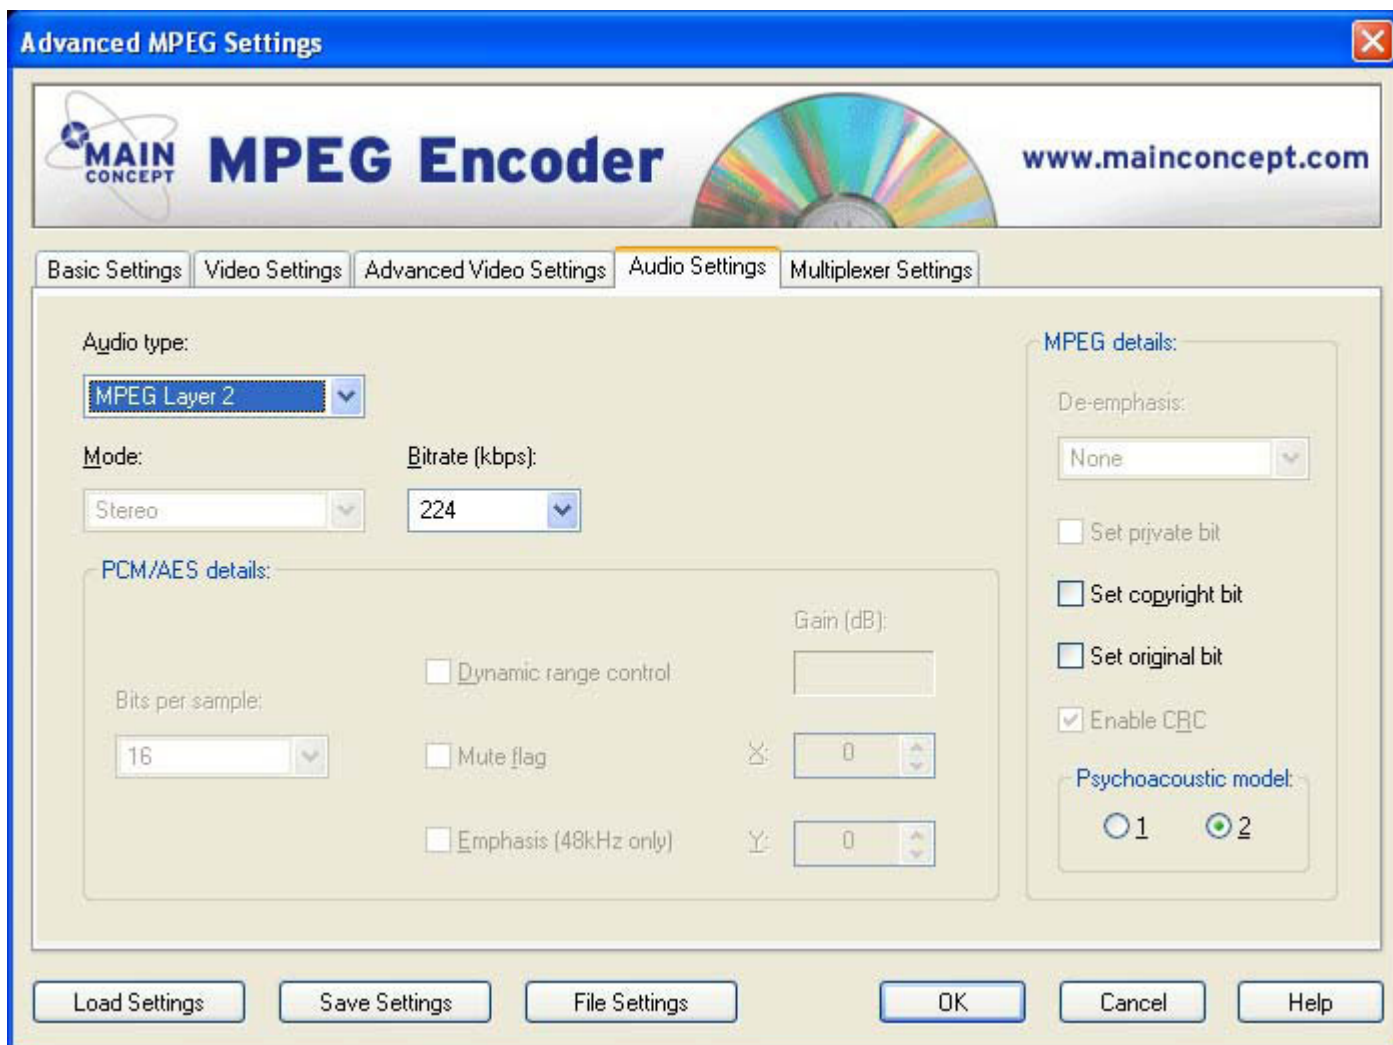 Advanced MPEG Settings
MAIN
CONCEPT
MPEG Encoder
www.mainconcept.com
Basic Settings
Video Settings
Advanced Video Settings
Audio Settings
Multiplexer Settings
Audio type:
MPEG Layer 2
Mode:
Bitrate (kbps):
Stereo
224
PCM/AES details:
Bits per sample:
16
Dynamic range control
Mute flag
Emphasis (48kHz only)
Gain (dB):
X:
0
Y:
0
MPEG details:
De-emphasis:
None
Set private bit
Set copyright bit
Set original bit
Enable CRC
Psychoacoustic model:
1
2
Load Settings
Save Settings
File Settings
OK
Cancel
Help